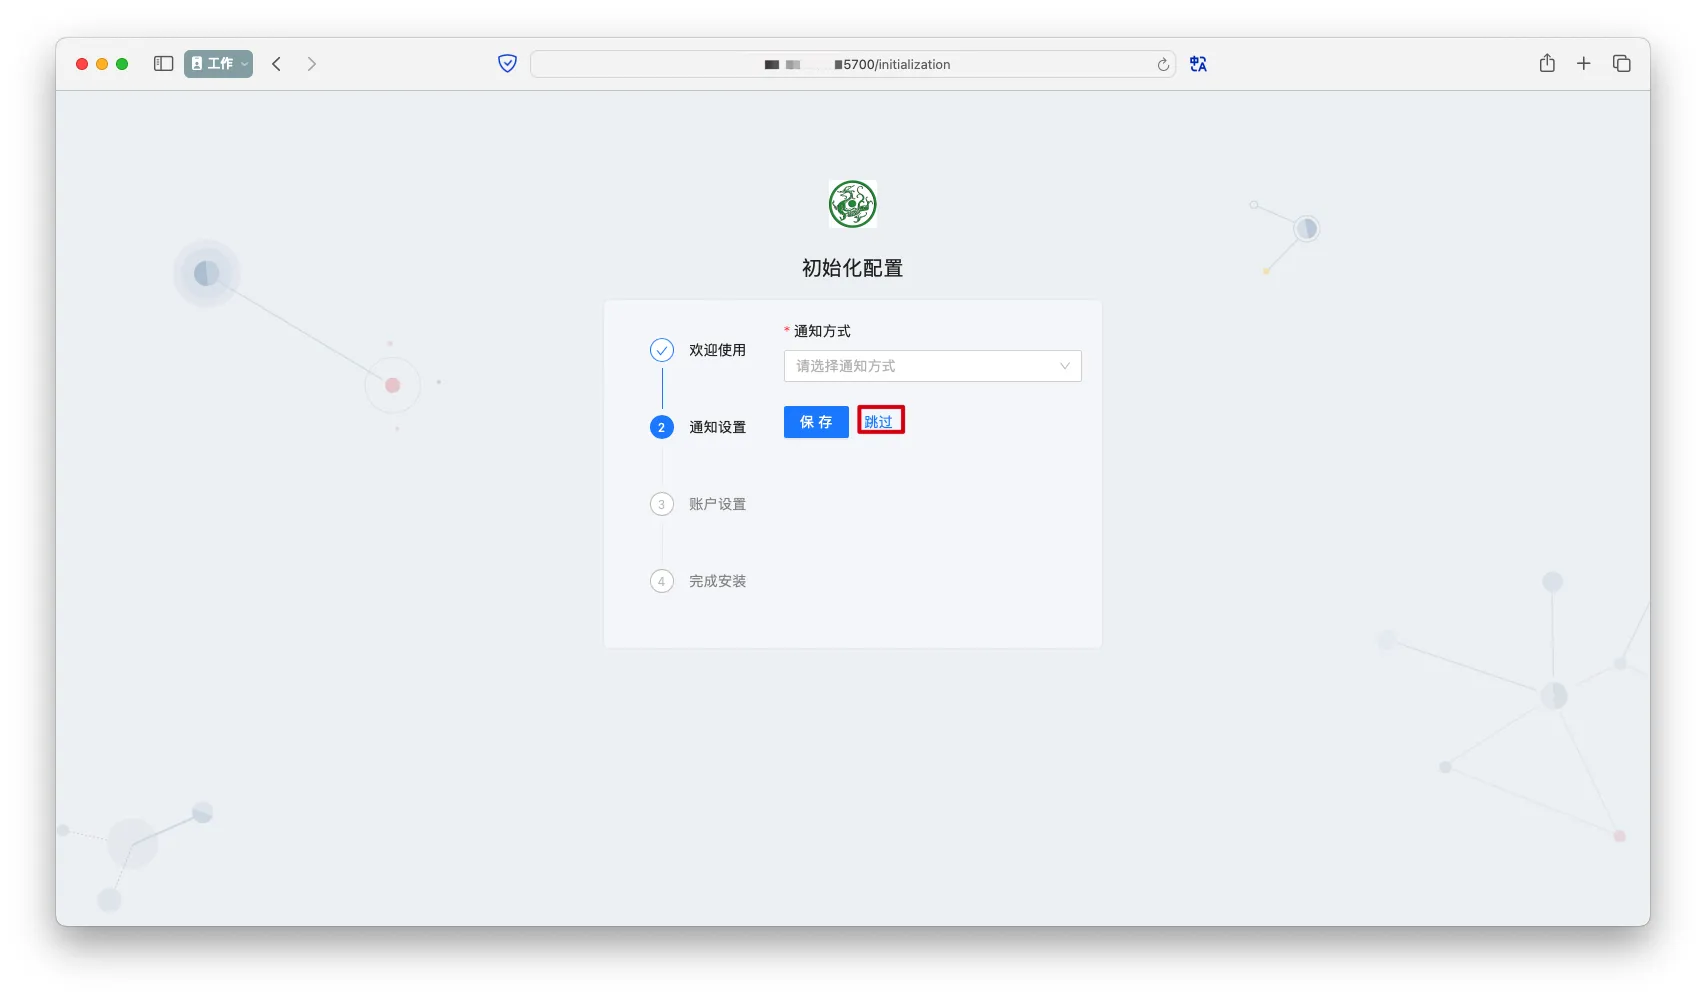 工作
5700/initialization
初始化配置
欢迎使用
* 通知方式
请选择通知方式
2 通知设置
保 存 跳过
3 账户设置
4 完成安装